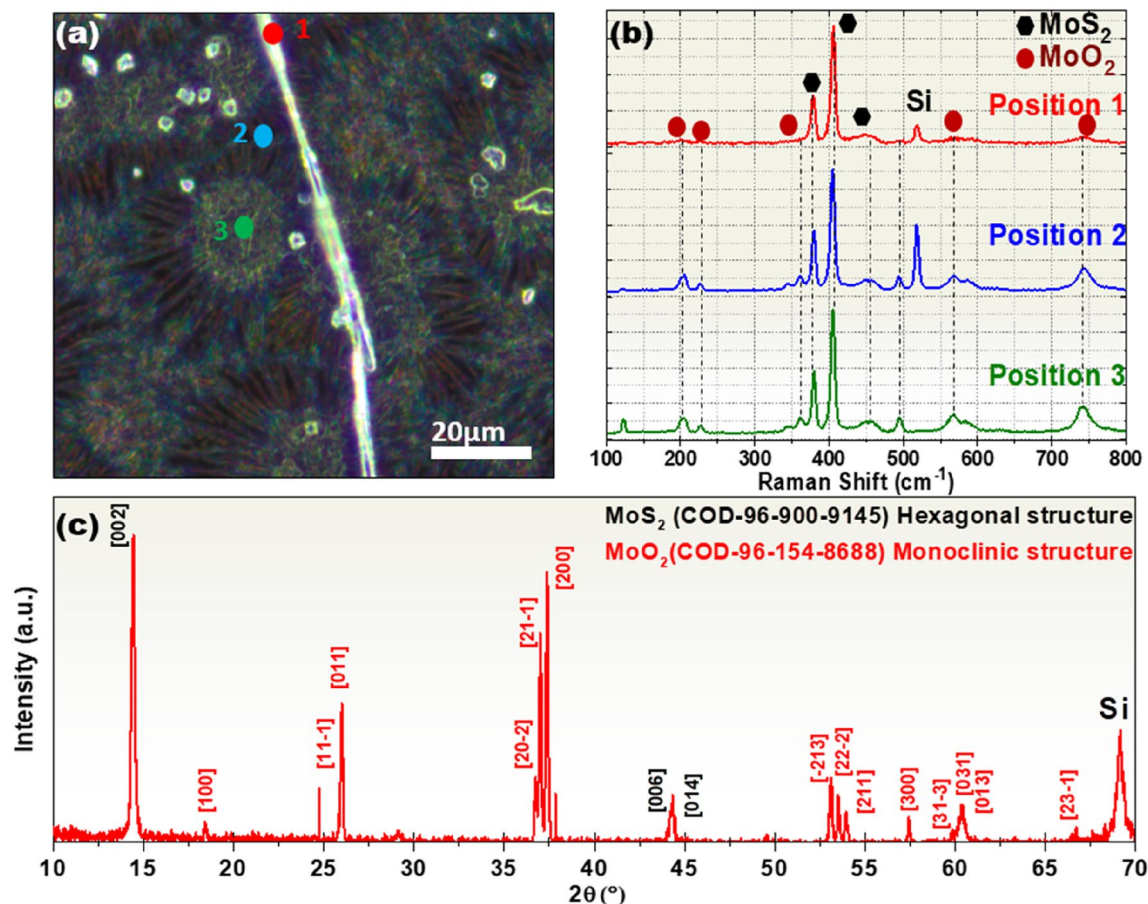 (a)
1
2
3
20μm
(b)
MoS2
MoO2
Si
Position 1
Position 2
Position 3
100 200 300 400 500 600 700 800
Raman Shift (cm-1)
(c)
MoS2 (COD-96-900-9145) Hexagonal structure
MoO2(COD-96-154-8688) Monoclinic structure
[002]
[100]
[11-1]
[011]
[20-2]
[21-1]
[200]
[006]
[014]
[-213]
[22-2]
[211]
[300]
[31-3]
[031]
[013]
[23-1]
Si
Intensity (a.u.)
10 15 20 25 30 35 40 45 50 55 60 65 70
2θ (°)